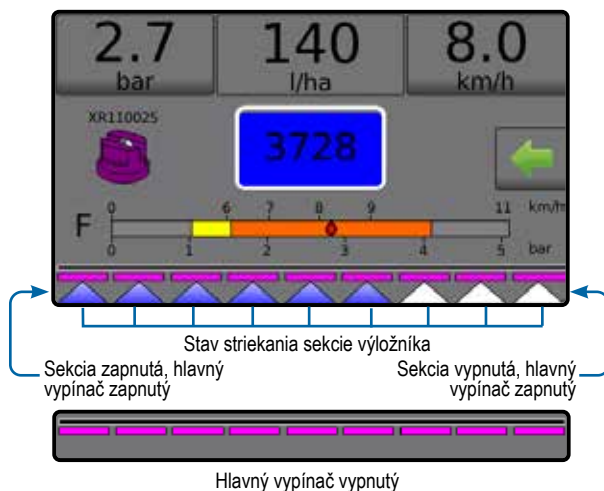 2.7 140 8.0
bar l/ha km/h
XR110025
3728
0 6 7 8 9 11 km/h
F
0 1 2 3 4 5 bar
Stav striekania sekcie výložníka
Sekcia zapnutá, hlavný
vypínač zapnutý
Sekcia vypnutá, hlavný
vypínač zapnutý
Hlavný vypínač vypnutý